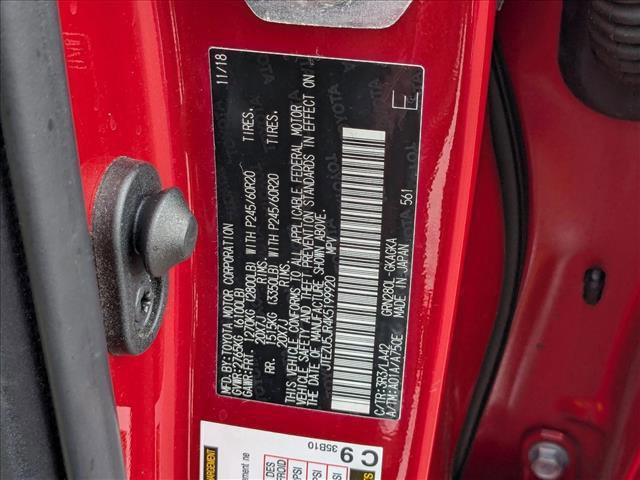 MFD.BY:TOYOTA MOTOR CORPORATION 11/18
GVWR:2765KG (6100LB)
GAWR:FRT. 1270KG (2800LB) WITH P245/60R20 TIRES,
20X7J RIMS,
RR. 1515KG (3350LB) WITH P245/60R20 TIRES,
20X7J RIMS,
THIS VEHICLE CONFORMS TO ALL APPLICABLE FEDERAL MOTOR
VEHICLE SAFETY AND THEFT PREVENTION STANDARDS IN EFFECT ON
THE DATE OF MANUFACTURE SHOWN ABOVE.
JTEZU5JR4K5199920 MPV
C/TR:3R3/LA42 GRN280L-GKAGKA
A/TM:A01A/A750E MADE IN JAPAN 561
C 9
35B10